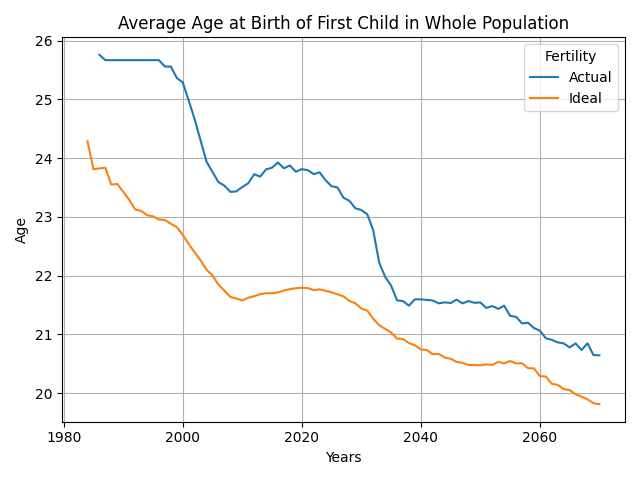 Average Age at Birth of First Child in Whole Population
26
25
24
23
22
21
20
Age
Fertility
Actual
Ideal
1980 2000 2020 2040 2060
Years